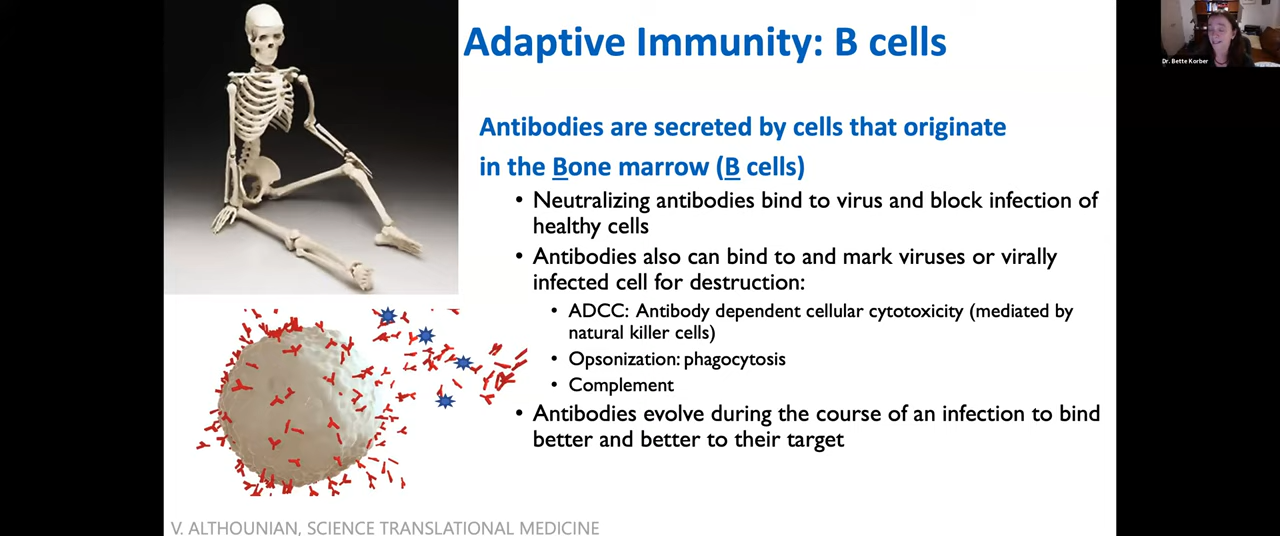 Adaptive Immunity: B cells
Dr. Bette Korber
Antibodies are secreted by cells that originate
in the Bone marrow (B cells)
• Neutralizing antibodies bind to virus and block infection of
healthy cells
• Antibodies also can bind to and mark viruses or virally
infected cell for destruction:
• ADCC: Antibody dependent cellular cytotoxicity (mediated by
natural killer cells)
• Opsonization: phagocytosis
• Complement
• Antibodies evolve during the course of an infection to bind
better and better to their target
V. ALTHOUNIAN, SCIENCE TRANSLATIONAL MEDICINE